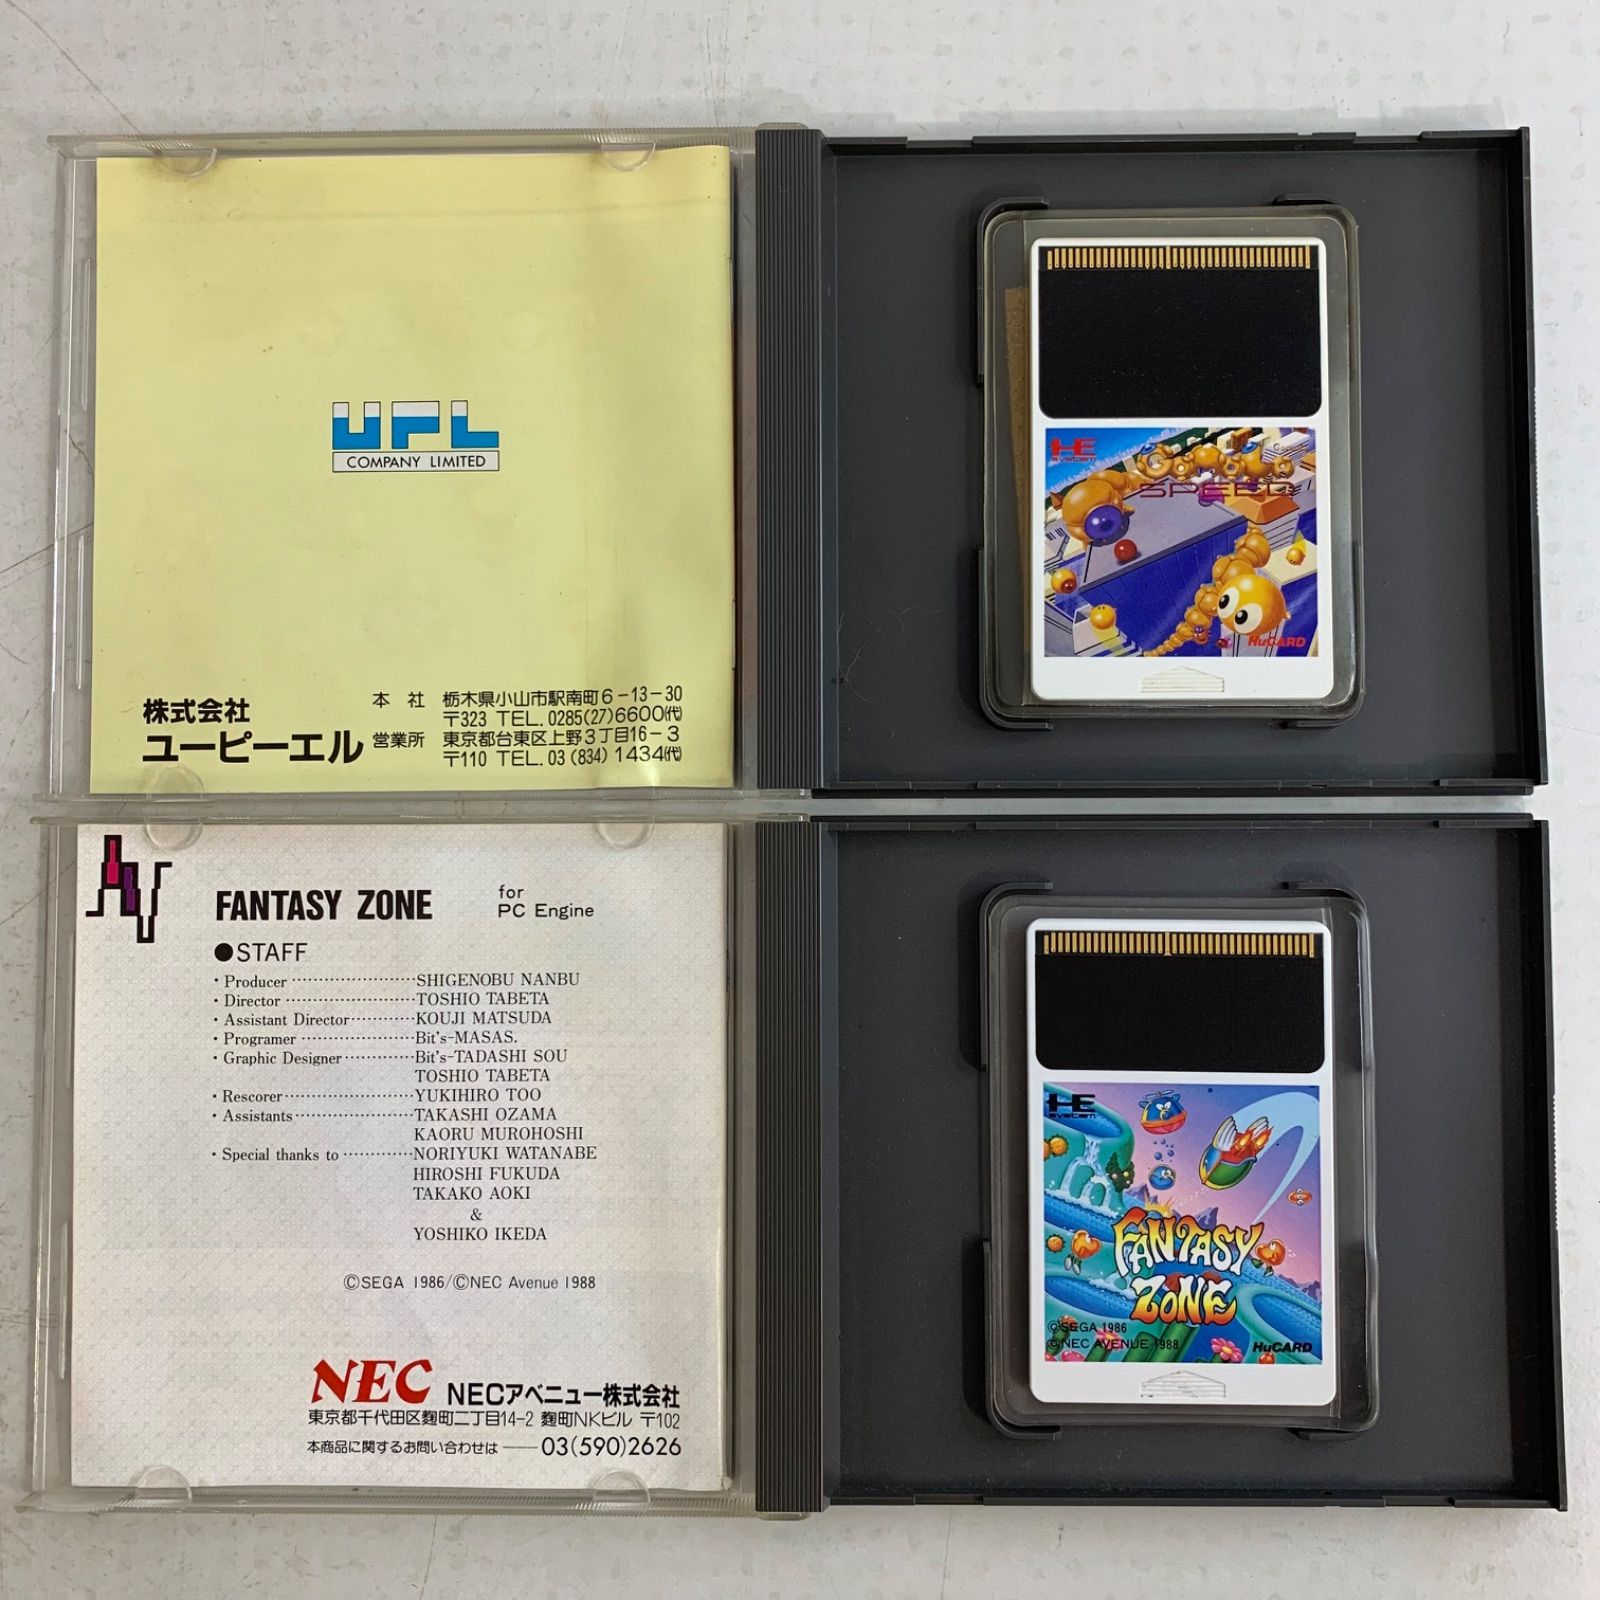 UPL
COMPANY LIMITED
株式会社
ユーピーエル
本社 栃木県小山市駅南町6-13-30
〒323 TEL.0285(27)6600(代)
営業所 東京都台東区上野3丁目16-3
〒110 TEL.03(834)1434(代)
HE
system
Gomola
SPEED
HuCARD
FANTASY ZONE for
PC Engine
●STAFF
・Producer ………………… SHIGENOBU NANBU
・Director ………………… TOSHIO TABETA
・Assistant Director ………… KOUJI MATSUDA
・Programer ………………… Bit's-MASAS.
・Graphic Designer ………… Bit's-TADASHI SOU
TOSHIO TABETA
・Rescorer ………………… YUKIHIRO TOO
・Assistants ………………… TAKASHI OZAMA
KAORU MUROHOSHI
・Special thanks to ………… NORIYUKI WATANABE
HIROSHI FUKUDA
TAKAKO AOKI
&
YOSHIKO IKEDA
©SEGA 1986/©NEC Avenue 1988
NEC NECアベニュー株式会社
東京都千代田区麹町二丁目14-2 麹町NKビル 〒102
本商品に関するお問い合わせは——03(590)2626
HE
system
FANTASY
ZONE
©SEGA 1986
©NEC AVENUE 1988
HuCARD